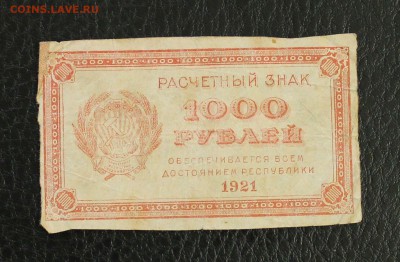 COINS.LAVE.RU
РАСЧЕТНЫЙ ЗНАК
1000
РУБЛЕЙ
ОБЕСПЕЧИВАЕТСЯ ВСЕМ
ДОСТОЯНИЕМ РЕСПУБЛИКИ
1921